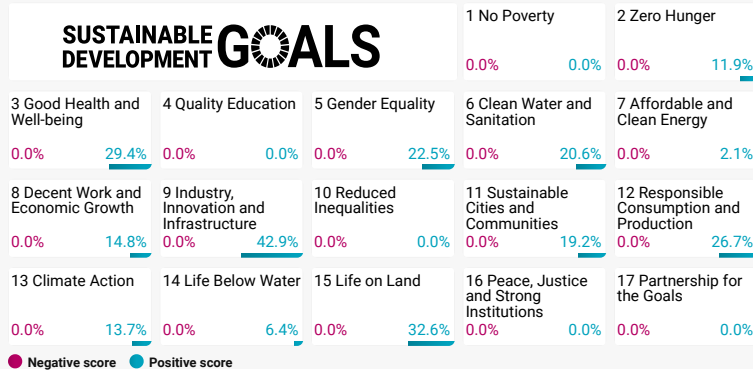 SUSTAINABLE
DEVELOPMENT
GOALS
1 No Poverty
0.0% 0.0%
2 Zero Hunger
0.0% 11.9%
3 Good Health and
Well-being
0.0% 29.4%
4 Quality Education
0.0% 0.0%
5 Gender Equality
0.0% 22.5%
6 Clean Water and
Sanitation
0.0% 20.6%
7 Affordable and
Clean Energy
0.0% 2.1%
8 Decent Work and
Economic Growth
0.0% 14.8%
9 Industry,
Innovation and
Infrastructure
0.0% 42.9%
10 Reduced
Inequalities
0.0% 0.0%
11 Sustainable
Cities and
Communities
0.0% 19.2%
12 Responsible
Consumption and
Production
0.0% 26.7%
13 Climate Action
0.0% 13.7%
14 Life Below Water
0.0% 6.4%
15 Life on Land
0.0% 32.6%
16 Peace, Justice
and Strong
Institutions
0.0% 0.0%
17 Partnership for
the Goals
0.0% 0.0%
Negative score Positive score